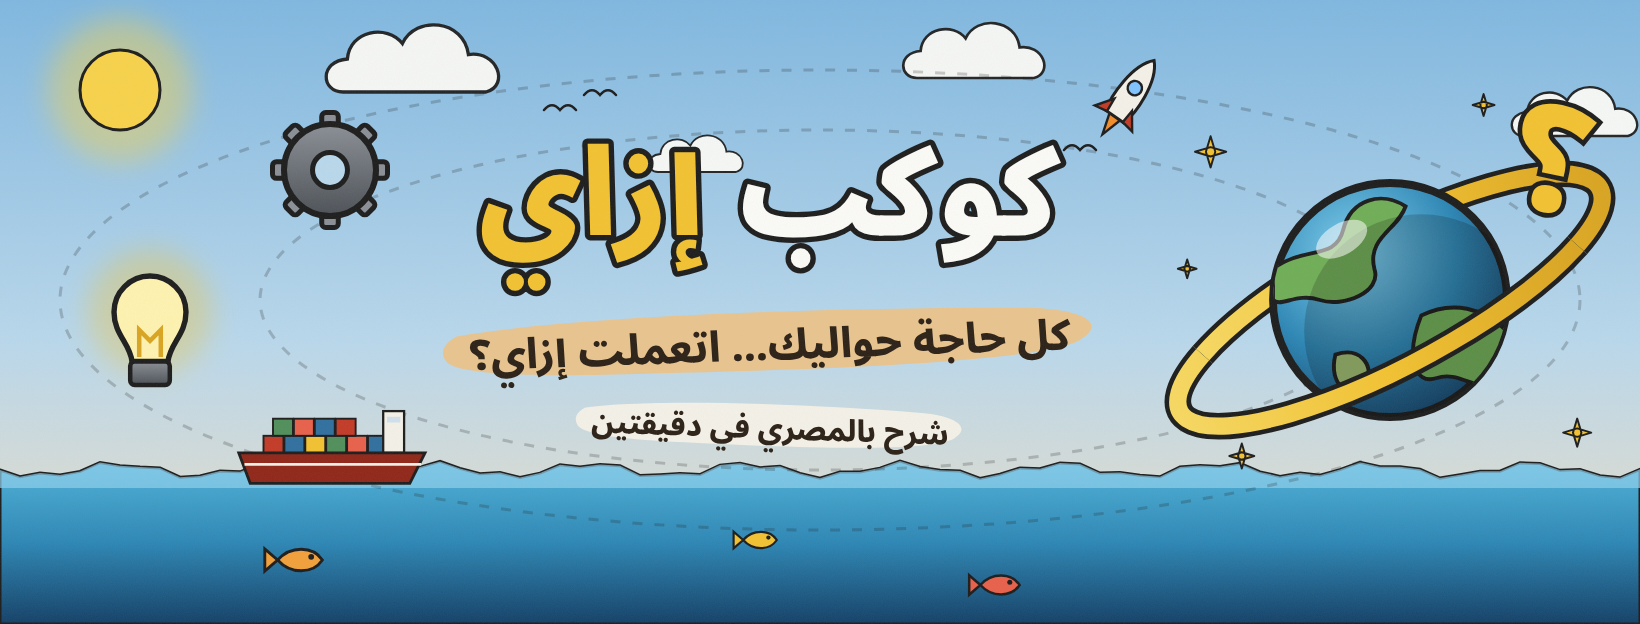 كوكب إزاي
كل حاجة حواليك... اتعملت إزاي؟
شرح بالمصري في دقيقتين
؟